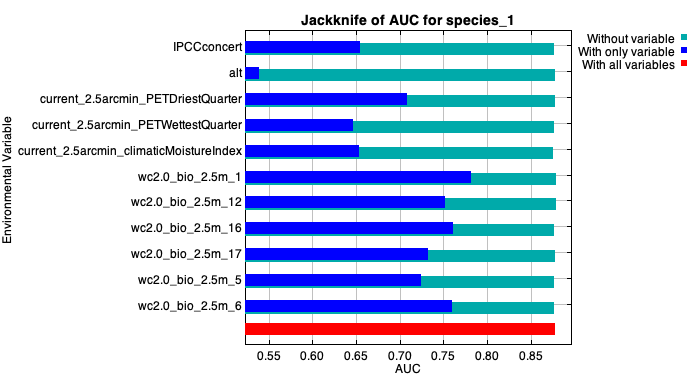 Jackknife of AUC for species_1
Without variable
With only variable
With all variables
Environmental Variable
IPCCconcert
alt
current_2.5arcmin_PETDriestQuarter
current_2.5arcmin_PETWettestQuarter
current_2.5arcmin_climaticMoistureIndex
wc2.0_bio_2.5m_1
wc2.0_bio_2.5m_12
wc2.0_bio_2.5m_16
wc2.0_bio_2.5m_17
wc2.0_bio_2.5m_5
wc2.0_bio_2.5m_6
0.55 0.60 0.65 0.70 0.75 0.80 0.85
AUC